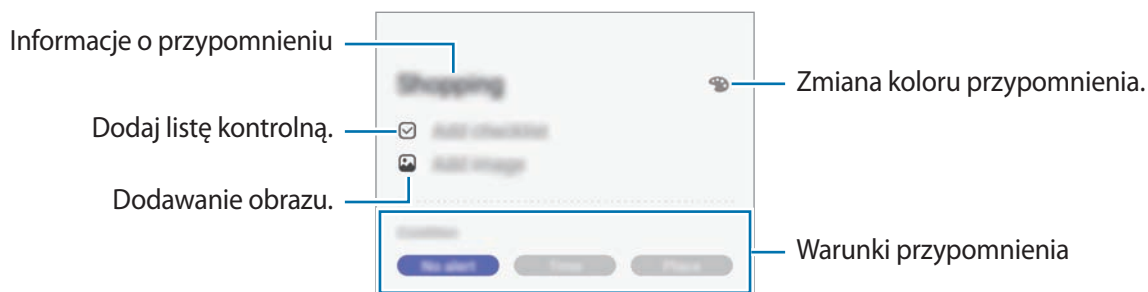 Informacje o przypomnieniu
Shopping
Zmiana koloru przypomnienia.
Dodaj listę kontrolną.
Add checklist
Add image
Dodawanie obrazu.
Condition
Warunki przypomnienia
No alert
Time
Place